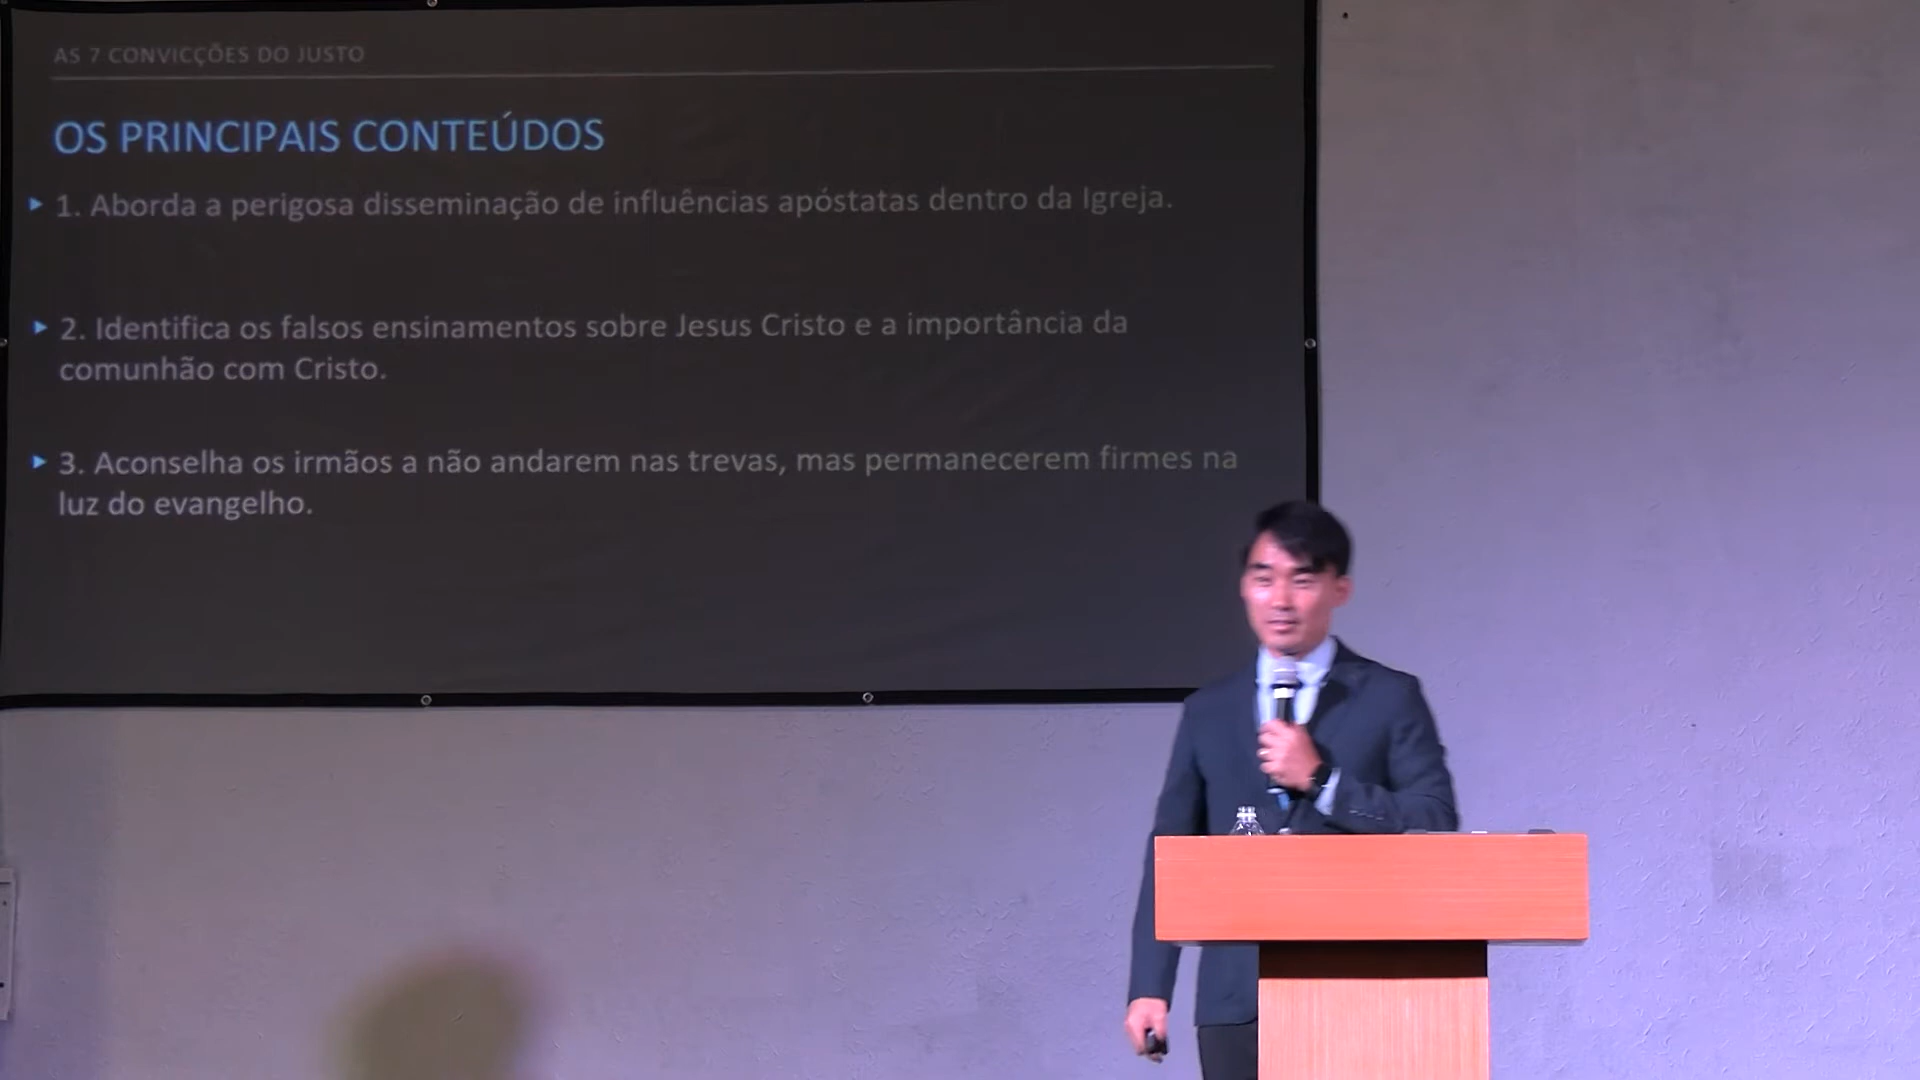 AS 7 CONVICÇÕES DO JUSTO
OS PRINCIPAIS CONTEÚDOS
1. Aborda a perigosa disseminação de influências apóstatas dentro da Igreja.
2. Identifica os falsos ensinamentos sobre Jesus Cristo e a importância da
comunhão com Cristo.
3. Aconselha os irmãos a não andarem nas trevas, mas permanecerem firmes na
luz do evangelho.